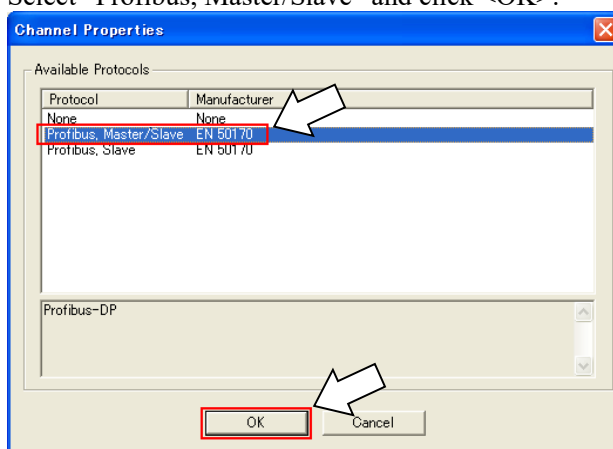 Select "Profibus, Master/Slave" and click <OK>.
Channel Properties
Available Protocols
Protocol Manufacturer
None None
Profibus, Master/Slave EN 50170
Profibus, Slave EN 50170
Profibus-DP
OK Cancel